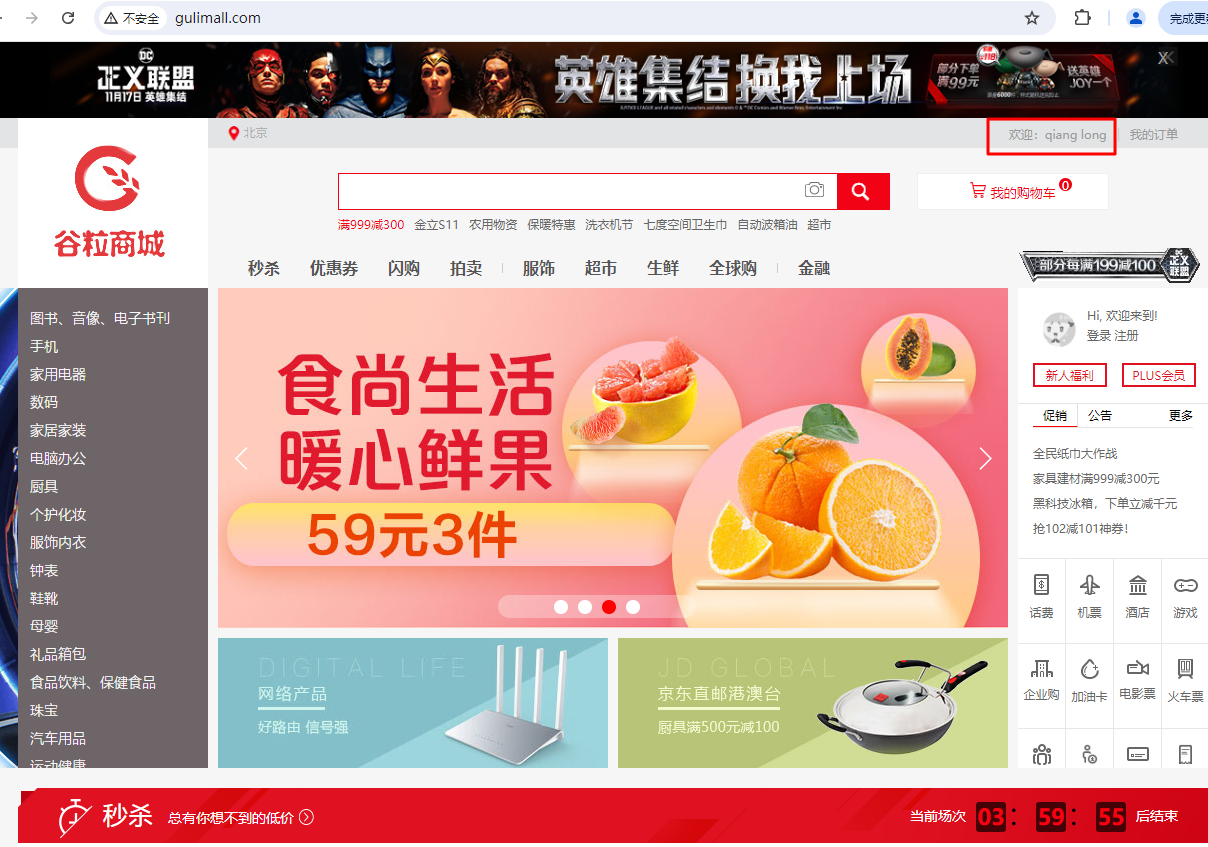 不安全 gulimall.com 完成更新
DC
正义联盟
11月17日 英雄集结
英雄集结 换我上场
部分下单
满99元
送英雄
JOY一个
X
北京
欢迎：qiang long
我的订单
谷粒商城
我的购物车 0
满999减300 金立S11 农用物资 保暖特惠 洗衣机节 七度空间卫生巾 自动波箱油 超市
秒杀 优惠券 闪购 拍卖 服饰 超市 生鲜 全球购 金融
部分每满199减100
正义
联盟
图书、音像、电子书刊
手机
家用电器
数码
家居家装
电脑办公
厨具
个护化妆
服饰内衣
钟表
鞋靴
母婴
礼品箱包
食品饮料、保健食品
珠宝
汽车用品
运动健康
食尚生活
暖心鲜果
59元3件
Hi, 欢迎来到!
登录 注册
新人福利 PLUS会员
促销 公告 更多
全民纸巾大作战
家具建材满999减300元
黑科技冰箱，下单立减千元
抢102减101神券!
话费 机票 酒店 游戏
企业购 加油卡 电影票 火车票
DIGITAL LIFE
网络产品
好路由 信号强
JD GLOBAL
京东直邮港澳台
厨具满500元减100
秒杀 总有你想不到的低价
当前场次 03 : 59 : 55 后结束